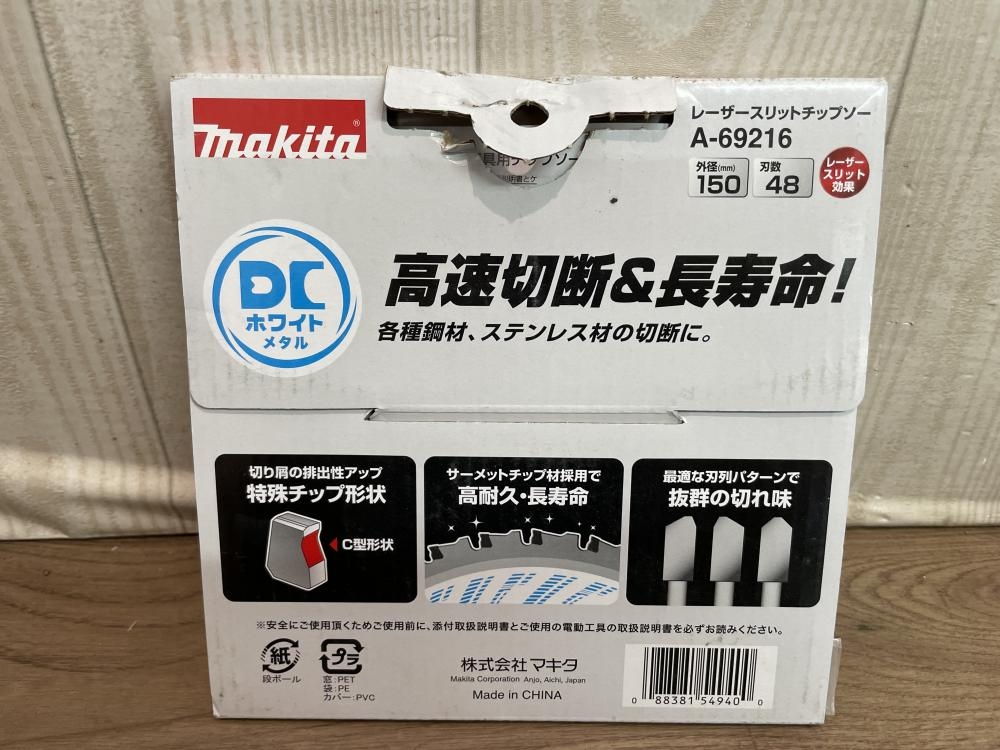 makita®
具用チップソー
レーザースリットチップソー
A-69216
外径(mm)
150
刃数
48
レーザー
スリット
効果
DC
ホワイト
メタル
高速切断&長寿命!
各種鋼材、ステンレス材の切断に。
切り屑の排出性アップ
特殊チップ形状
C型形状
サーメットチップ材採用で
高耐久・長寿命
最適な刃列パターンで
抜群の切れ味
※安全にご使用頂くためご使用前に、添付取扱説明書とご使用の電動工具の取扱説明書を必ずお読みください。
紙
段ボール
プラ
窓:PET
袋:PE
カバー:PVC
株式会社マキタ
Makita Corporation Anjo, Aichi, Japan
Made in CHINA
0 88381 54940 0